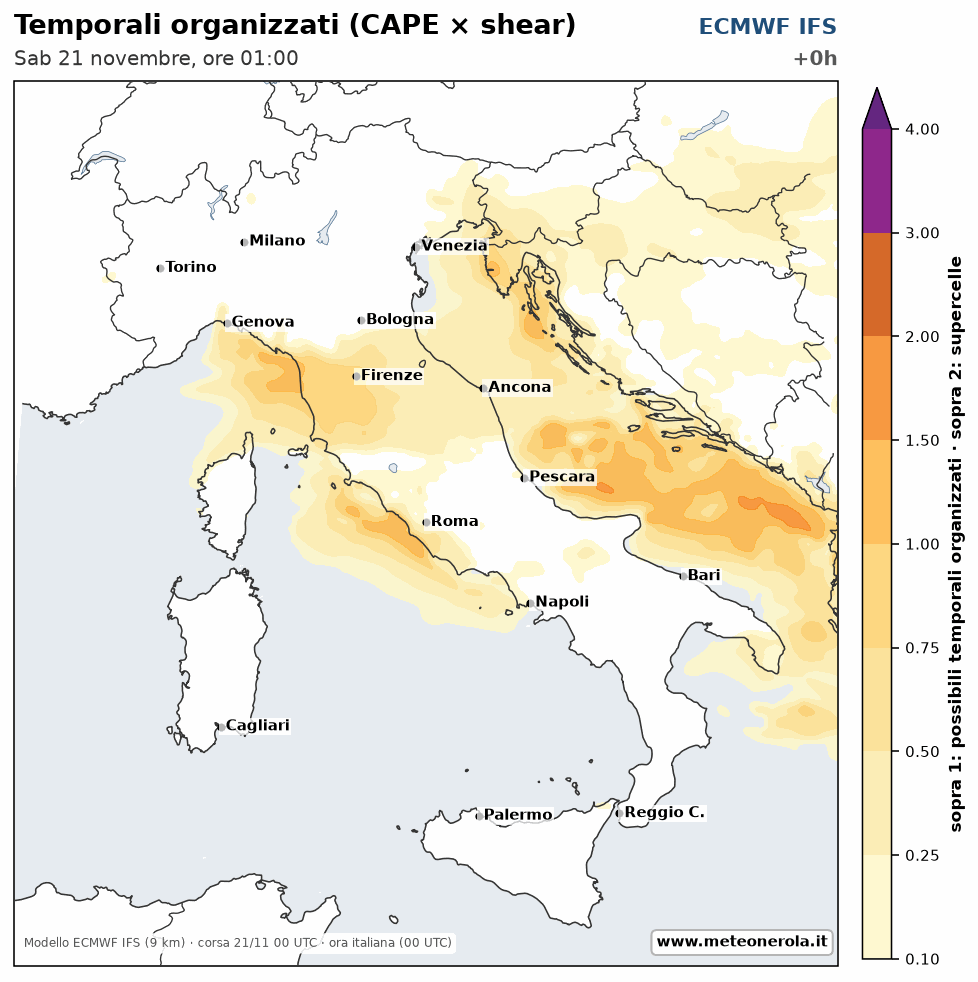 Temporali organizzati (CAPE × shear)
ECMWF IFS
Sab 21 novembre, ore 01:00
+0h
4.00
3.00
2.00
1.50
1.00
0.75
0.50
0.25
0.10
sopra 1: possibili temporali organizzati · sopra 2: supercelle
Milano
Venezia
Torino
Genova
Bologna
Firenze
Ancona
Pescara
Roma
Bari
Napoli
Cagliari
Palermo
Reggio C.
Modello ECMWF IFS (9 km) · corsa 21/11 00 UTC · ora italiana (00 UTC)
www.meteonerola.it